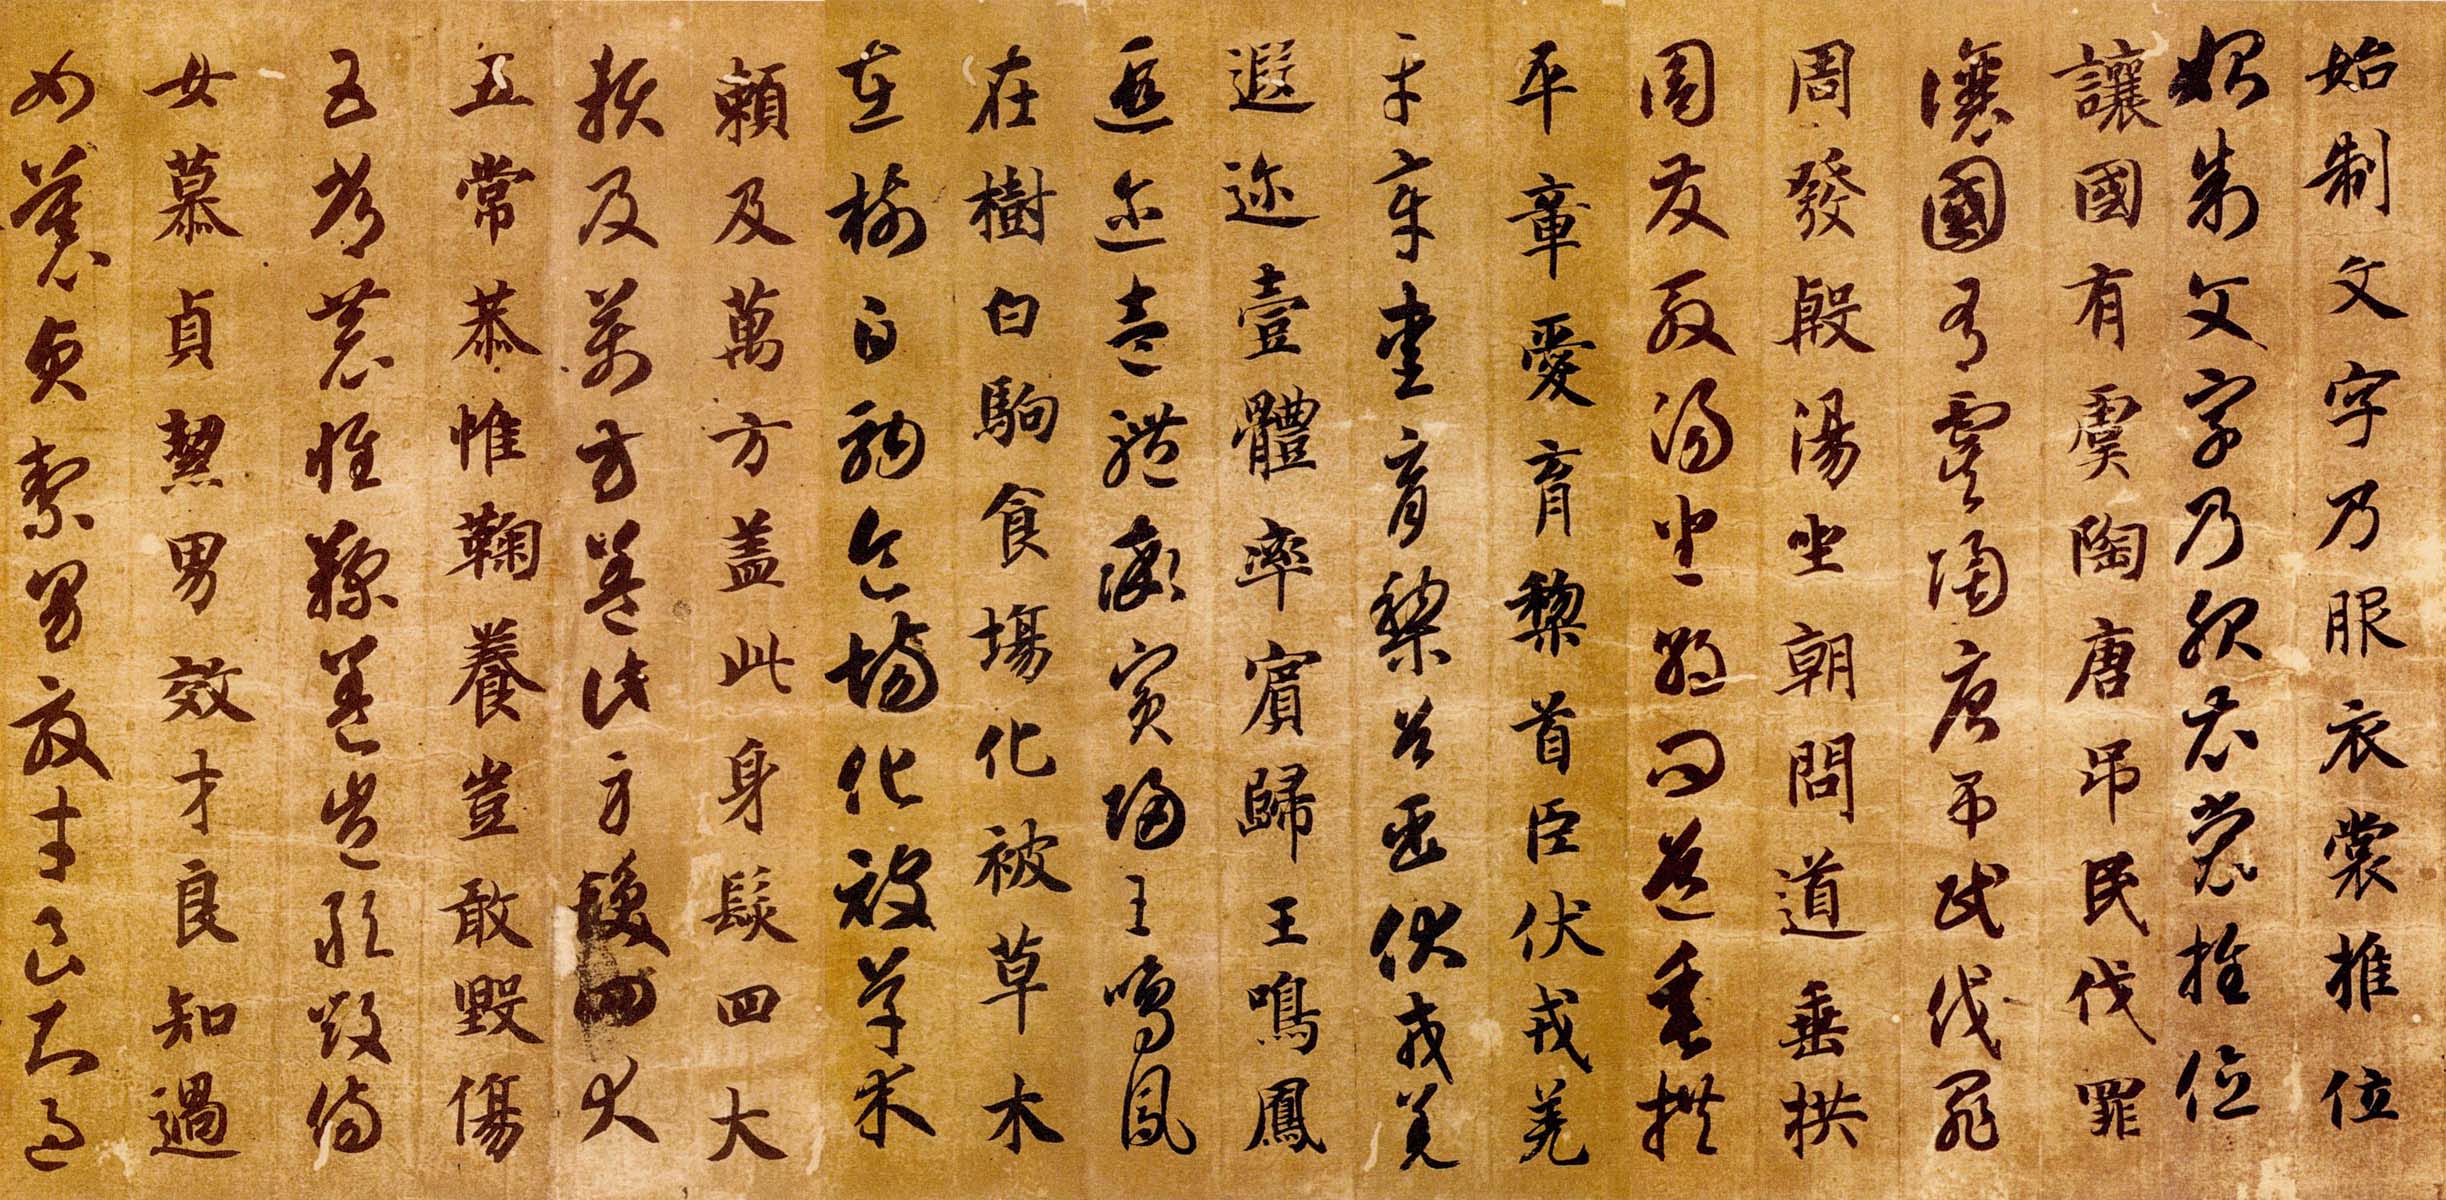 始制文字乃服衣裳推位
始制文字乃服衣裳推位
讓國有虞陶唐吊民伐罪
讓國有虞陶唐吊民伐罪
周發殷湯坐朝問道垂拱
周發殷湯坐朝問道垂拱
平章愛育黎首臣伏戎羌
平章愛育黎首臣伏戎羌
遐迩壹體率賓歸王鳴鳳
遐迩壹體率賓歸王鳴鳳
在樹白駒食塲化被草木
在樹白駒食場化被草木
賴及萬方盖此身髮四大
賴及萬方盖此身髮四大
五常恭惟鞠養豈敢毀傷
五常恭惟鞠養豈敢毀傷
女慕貞絜男效才良知過
女慕貞絜男效才良知過